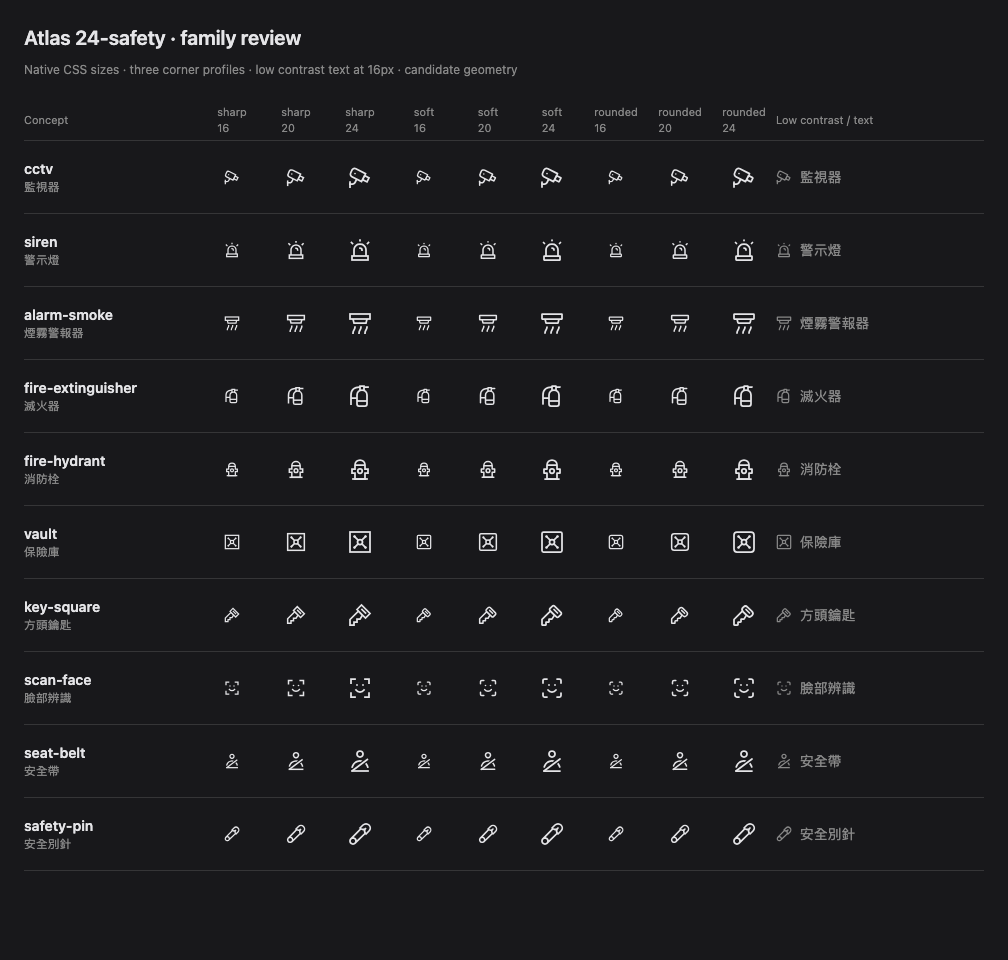 Atlas 24-safety · family review
Native CSS sizes · three corner profiles · low contrast text at 16px · candidate geometry
Concept
sharp 16
sharp 20
sharp 24
soft 16
soft 20
soft 24
rounded 16
rounded 20
rounded 24
Low contrast / text
cctv
監視器
監視器
siren
警示燈
警示燈
alarm-smoke
煙霧警報器
煙霧警報器
fire-extinguisher
滅火器
滅火器
fire-hydrant
消防栓
消防栓
vault
保險庫
保險庫
key-square
方頭鑰匙
方頭鑰匙
scan-face
臉部辨識
臉部辨識
seat-belt
安全帶
安全帶
safety-pin
安全別針
安全別針